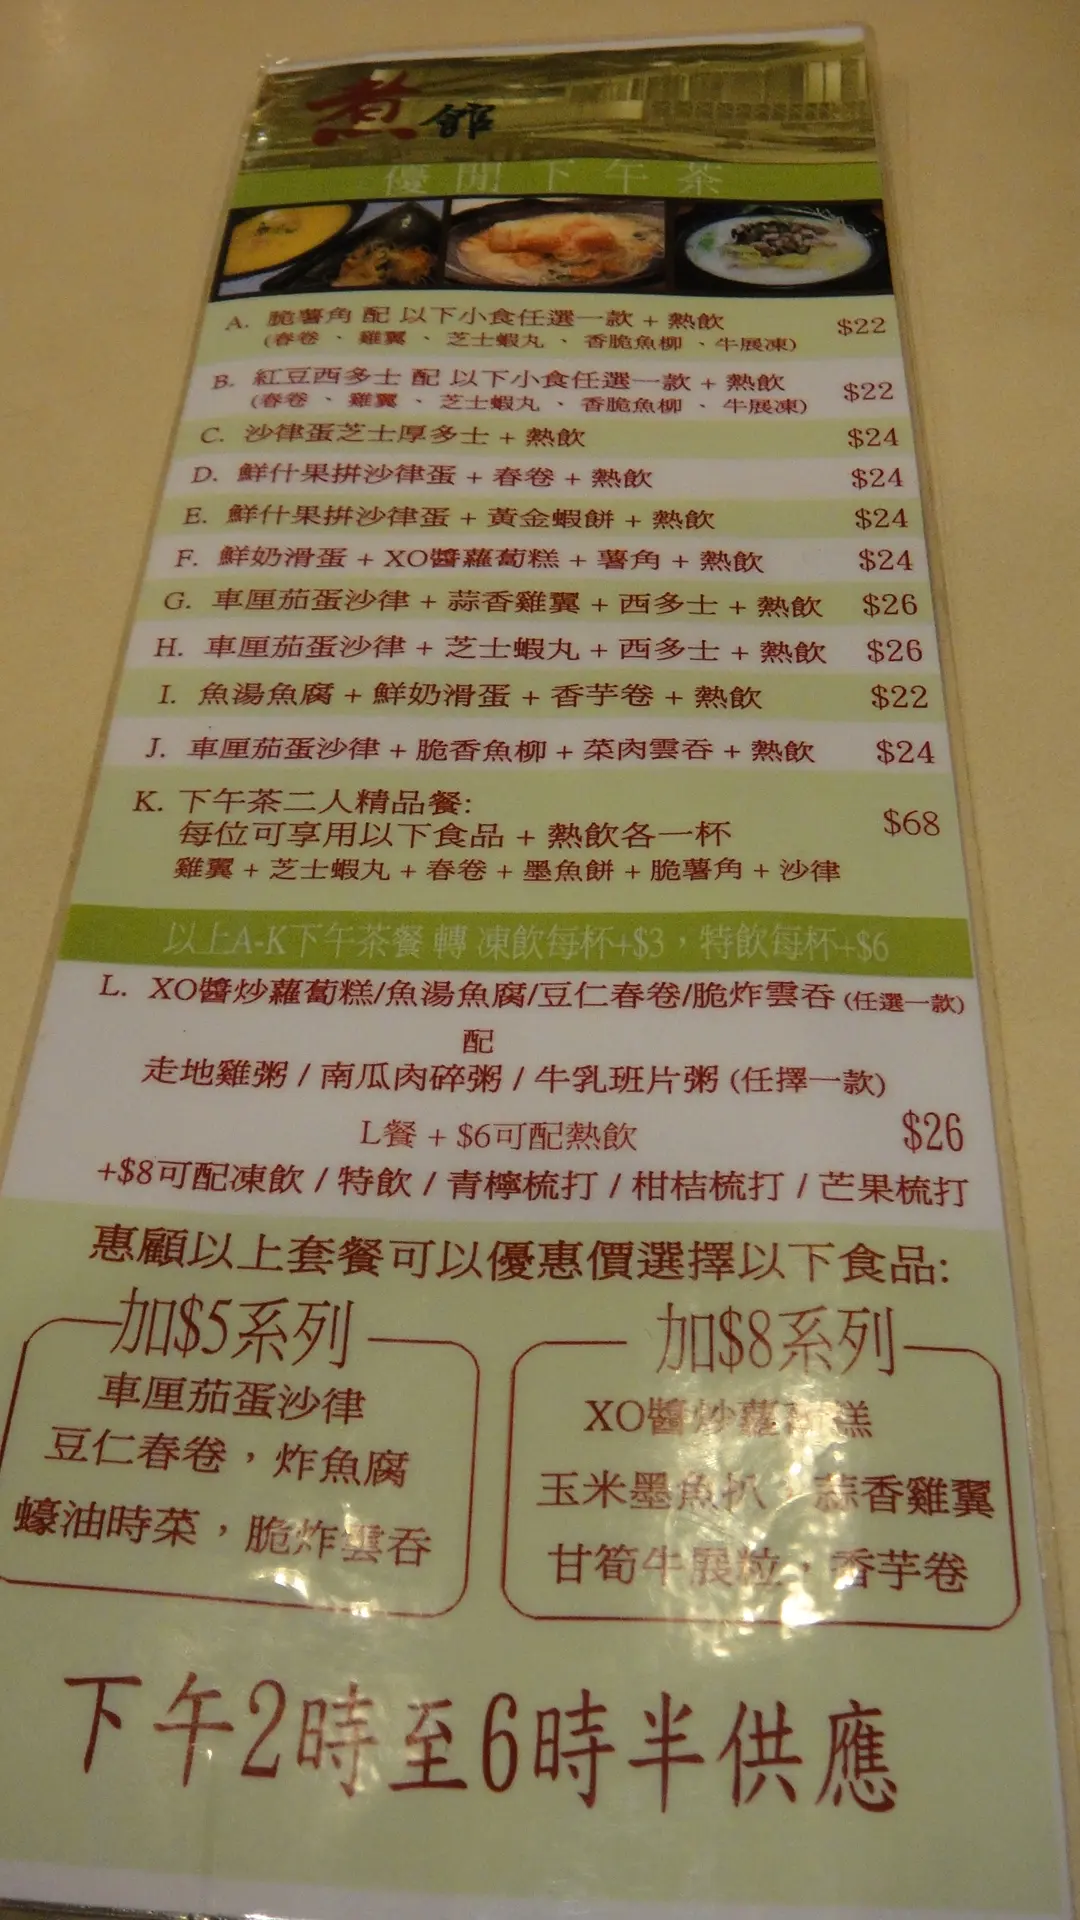 煮館
優閒下午茶
A. 脆薯角 配 以下小食任選一款 + 熱飲 $22
(春卷、雞翼、芝士蝦丸、香脆魚柳、牛展凍)
B. 紅豆西多士 配 以下小食任選一款 + 熱飲 $22
(春卷、雞翼、芝士蝦丸、香脆魚柳、牛展凍)
C. 沙律蛋芝士厚多士 + 熱飲 $24
D. 鮮什果拼沙律蛋 + 春卷 + 熱飲 $24
E. 鮮什果拼沙律蛋 + 黃金蝦餅 + 熱飲 $24
F. 鮮奶滑蛋 + XO醬蘿蔔糕 + 薯角 + 熱飲 $24
G. 車厘茄蛋沙律 + 蒜香雞翼 + 西多士 + 熱飲 $26
H. 車厘茄蛋沙律 + 芝士蝦丸 + 西多士 + 熱飲 $26
I. 魚湯魚腐 + 鮮奶滑蛋 + 香芋卷 + 熱飲 $22
J. 車厘茄蛋沙律 + 脆香魚柳 + 菜肉雲吞 + 熱飲 $24
K. 下午茶二人精品餐:
每位可享用以下食品 + 熱飲各一杯 $68
雞翼 + 芝士蝦丸 + 春卷 + 墨魚餅 + 脆薯角 + 沙律
以上A-K下午茶餐 轉 凍飲每杯+$3，特飲每杯+$6
L. XO醬炒蘿蔔糕/魚湯魚腐/豆仁春卷/脆炸雲吞 (任選一款)
配
走地雞粥 / 南瓜肉碎粥 / 牛乳班片粥 (任擇一款)
L餐 + $6可配熱飲 $26
+$8可配凍飲 / 特飲 / 青檸梳打 / 柑桔梳打 / 芒果梳打
惠顧以上套餐可以優惠價選擇以下食品:
加$5系列
車厘茄蛋沙律
豆仁春卷，炸魚腐
蠔油時菜，脆炸雲吞
加$8系列
XO醬炒蘿蔔糕
玉米墨魚扒，蒜香雞翼
甘筍牛展粒，香芋卷
下午2時至6時半供應